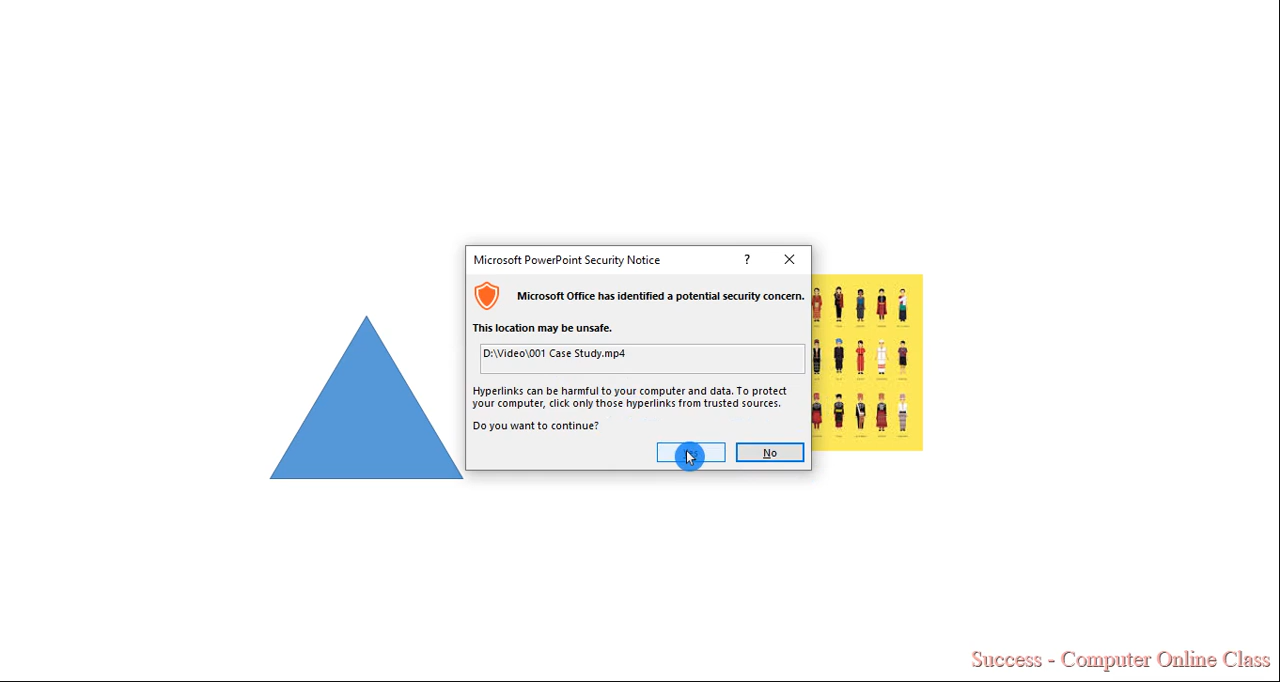 Microsoft PowerPoint Security Notice
?
Microsoft Office has identified a potential security concern.
This location may be unsafe.
D:\Video\001 Case Study.mp4
Hyperlinks can be harmful to your computer and data. To protect
your computer, click only those hyperlinks from trusted sources.
Do you want to continue?
No
Success - Computer Online Class